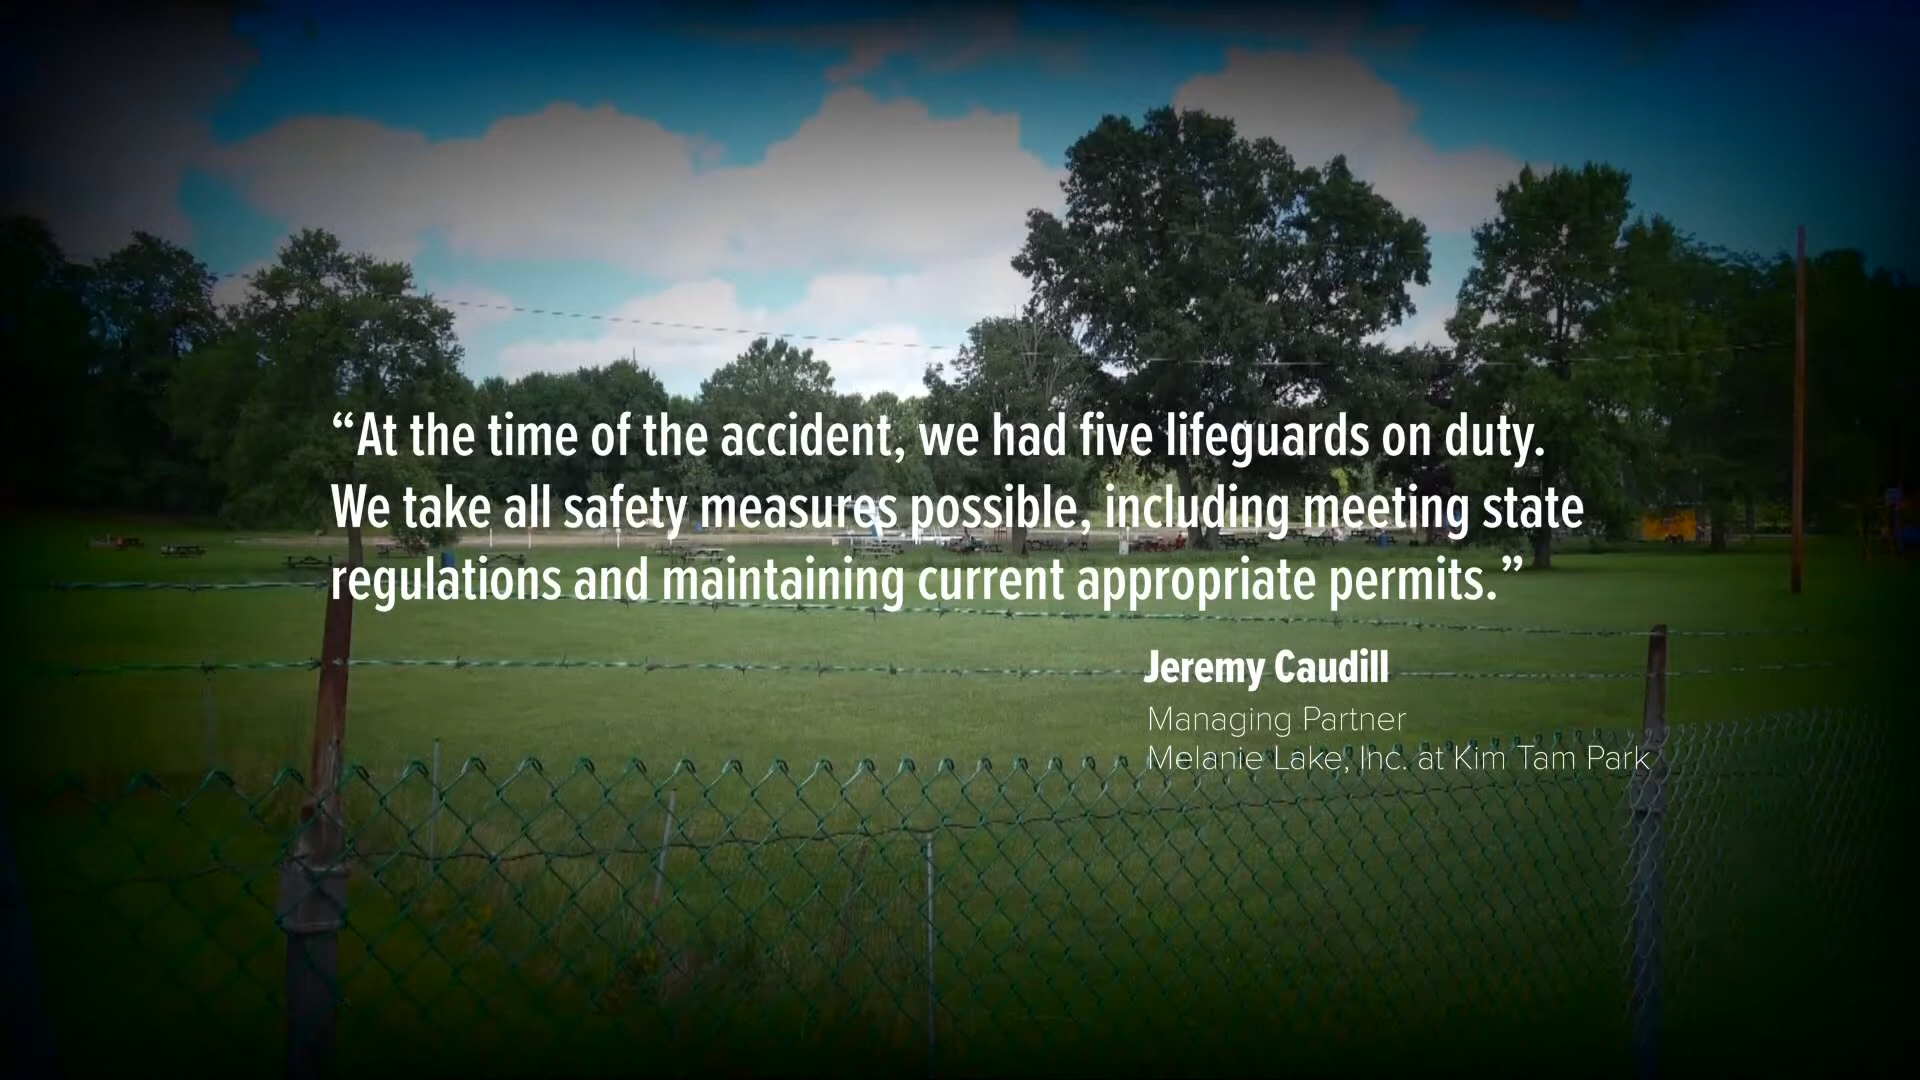 “At the time of the accident, we had five lifeguards on duty.
We take all safety measures possible, including meeting state
regulations and maintaining current appropriate permits.”
Jeremy Caudill
Managing Partner
Melanie Lake, Inc. at Kim Tam Park